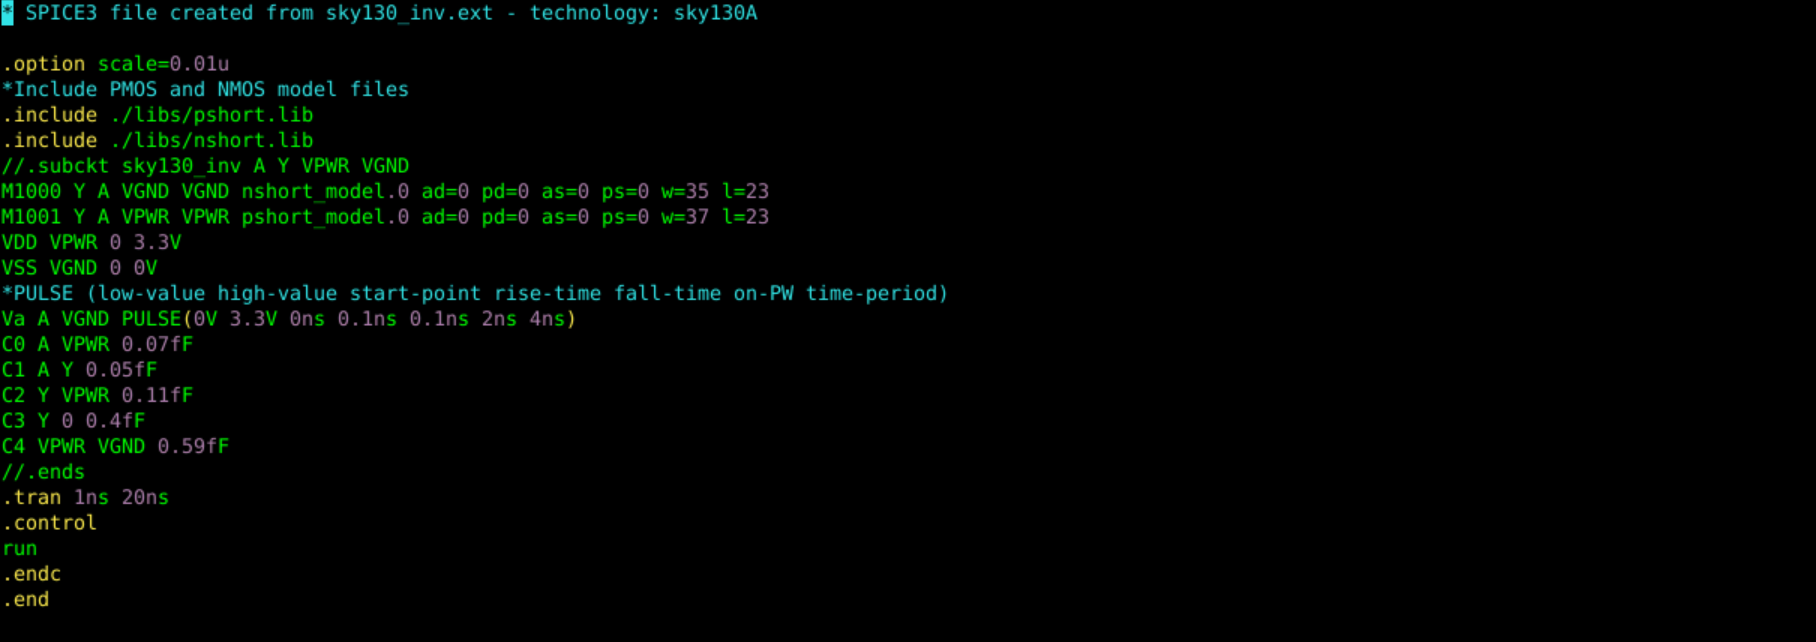 * SPICE3 file created from sky130_inv.ext - technology: sky130A
.option scale=0.01u
*Include PMOS and NMOS model files
.include ./libs/pshort.lib
.include ./libs/nshort.lib
//.subckt sky130_inv A Y VPWR VGND
M1000 Y A VGND VGND nshort_model.0 ad=0 pd=0 as=0 ps=0 w=35 l=23
M1001 Y A VPWR VPWR pshort_model.0 ad=0 pd=0 as=0 ps=0 w=37 l=23
VDD VPWR 0 3.3V
VSS VGND 0 0V
*PULSE (low-value high-value start-point rise-time fall-time on-PW time-period)
Va A VGND PULSE(0V 3.3V 0ns 0.1ns 0.1ns 2ns 4ns)
C0 A VPWR 0.07fF
C1 A Y 0.05fF
C2 Y VPWR 0.11fF
C3 Y 0 0.4fF
C4 VPWR VGND 0.59fF
//.ends
.tran 1ns 20ns
.control
run
.endc
.end